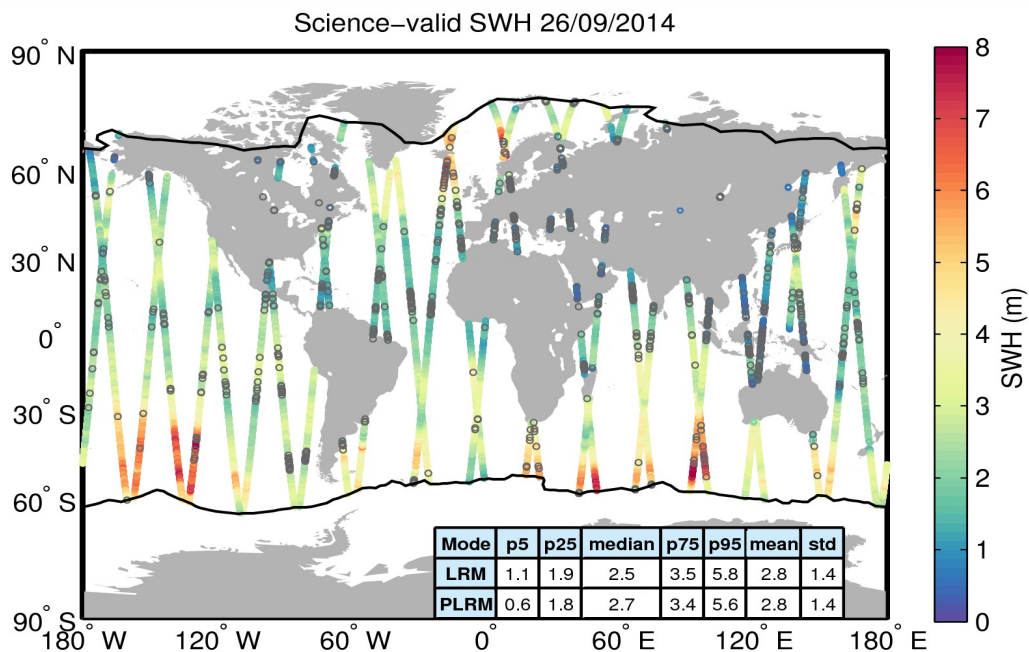 Science−valid SWH 26/09/2014
90° N
60° N
30° N
0°
30° S
60° S
90° S
180° W
120° W
60° W
0°
60° E
120° E
180° E
8
7
6
5
4
3
2
1
0
SWH (m)
Mode p5 p25 median p75 p95 mean std
LRM 1.1 1.9 2.5 3.5 5.8 2.8 1.4
PLRM 0.6 1.8 2.7 3.4 5.6 2.8 1.4